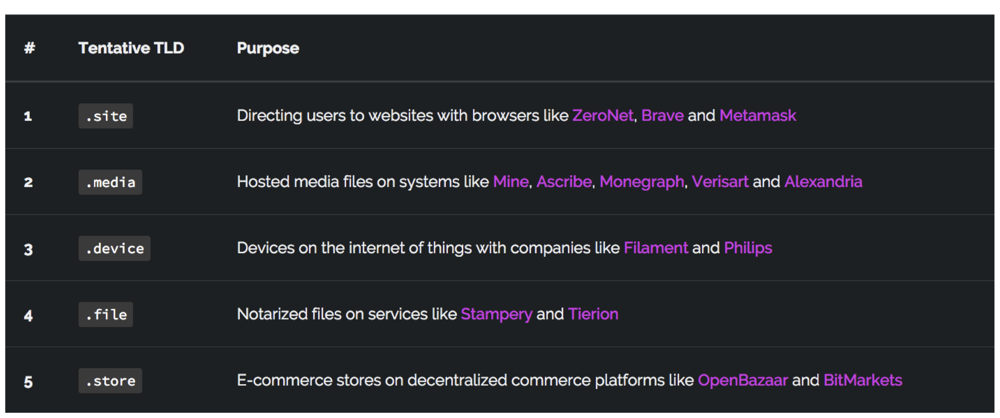 # Tentative TLD Purpose
1 .site Directing users to websites with browsers like ZeroNet, Brave and Metamask
2 .media Hosted media files on systems like Mine, Ascribe, Monegraph, Verisart and Alexandria
3 .device Devices on the internet of things with companies like Filament and Philips
4 .file Notarized files on services like Stampery and Tierion
5 .store E-commerce stores on decentralized commerce platforms like OpenBazaar and BitMarkets